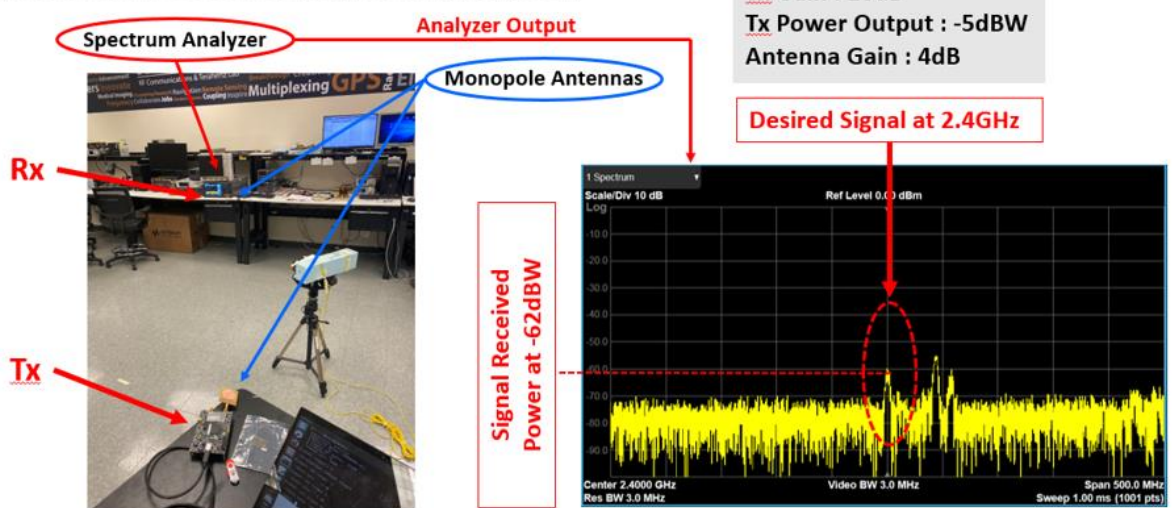 Spectrum Analyzer
Analyzer Output
Monopole Antennas
Tx Power Output : -5dBW
Antenna Gain : 4dB
Desired Signal at 2.4GHz
Rx
Tx
Multiplexing GPS
Signal Received
Power at -62dBW
1 Spectrum
Scale/Div 10 dB
Ref Level 0.00 dBm
Log
-10.0
-20.0
-30.0
-40.0
-50.0
-60.0
-70.0
-80.0
-90.0
Center 2.4000 GHz
Video BW 3.0 MHz
Span 500.0 MHz
Res BW 3.0 MHz
Sweep 1.00 ms (1001 pts)